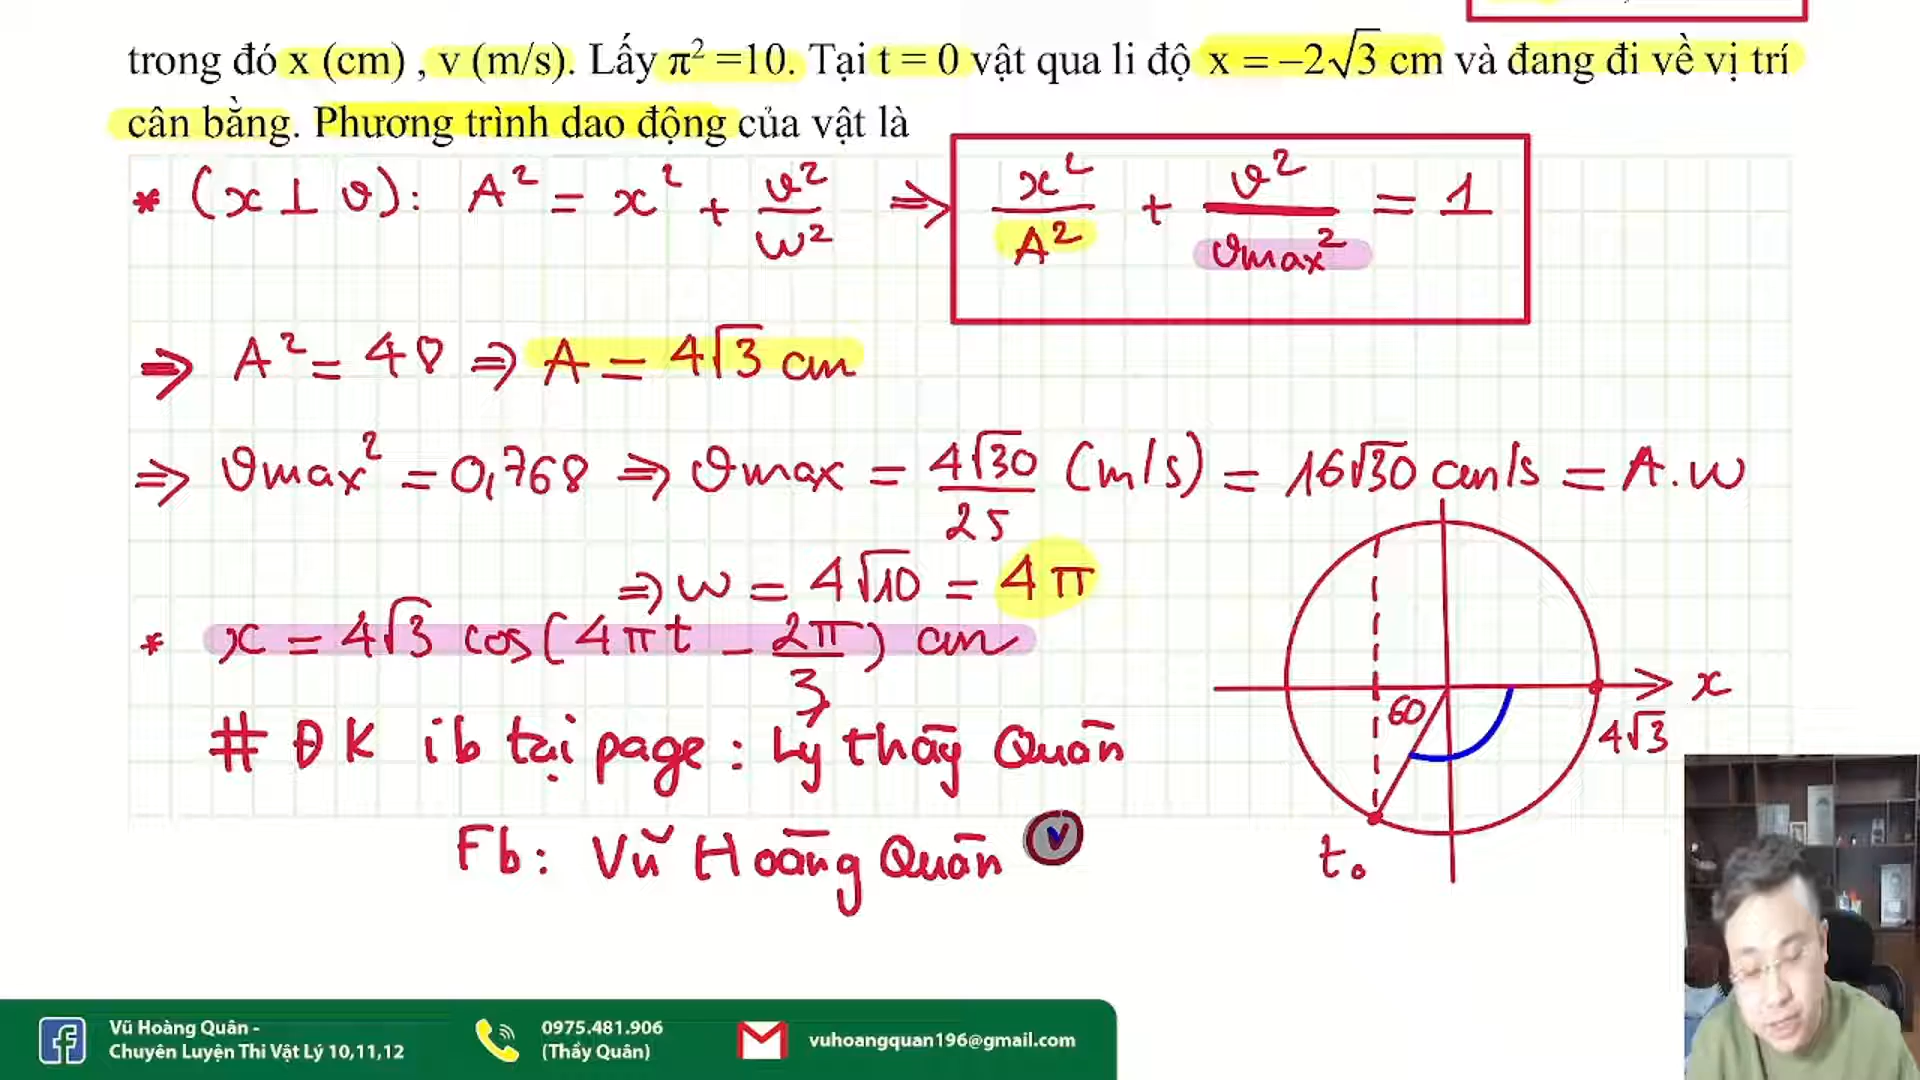 trong đó x (cm) , v (m/s). Lấy π² =10. Tại t = 0 vật qua li độ x = −2√3 cm và đang đi về vị trí
cân bằng. Phương trình dao động của vật là
* (x ⊥ v): A² = x² + v²/ω² ⇒ x²/A² + v²/vmax² = 1
⇒ A² = 48 ⇒ A = 4√3 cm
⇒ vmax² = 0,768 ⇒ vmax = 4√30/25 (m/s) = 16√30 cm/s = A.ω
⇒ ω = 4√10 = 4π
* x = 4√3 cos(4πt − 2π/3) cm
60
x
4√3
t₀
# ĐK ib tại page: Lý thầy Quân
Fb: Vũ Hoàng Quân
V
Vũ Hoàng Quân -
Chuyên Luyện Thi Vật Lý 10,11,12
0975.481.906
(Thầy Quân)
vuhoangquan196@gmail.com